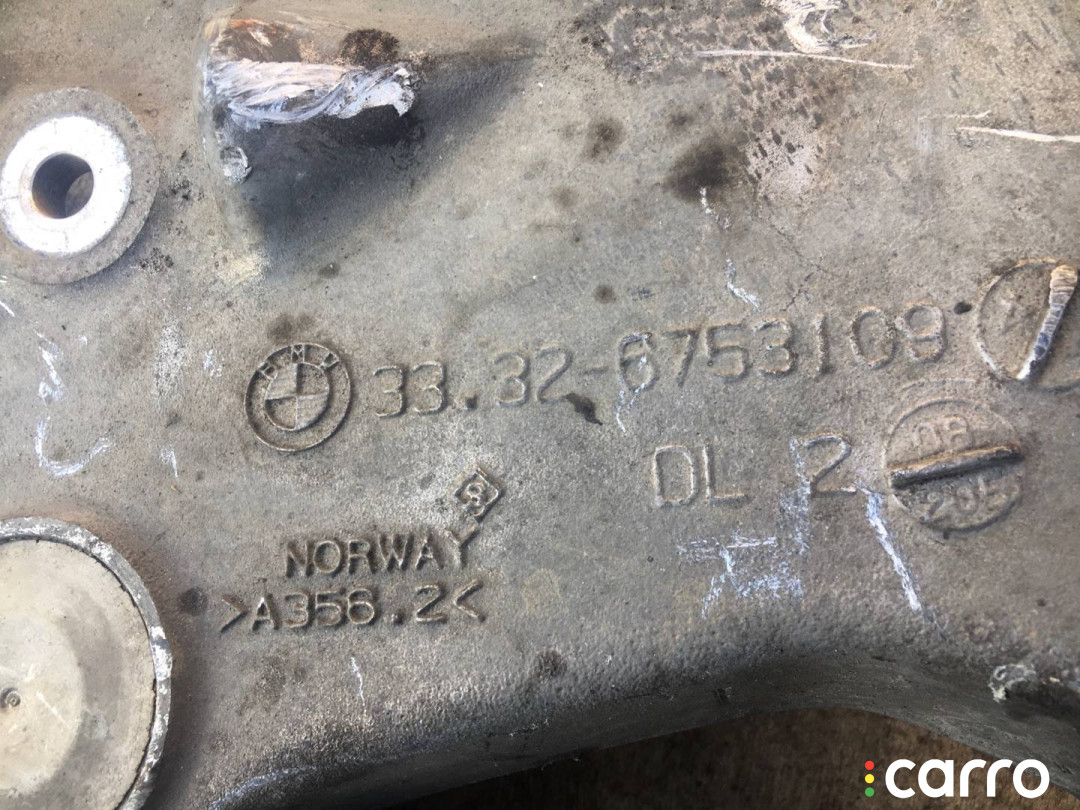 BMW 33.32-6753109
DL 2
NORWAY
>A356.2<
carro